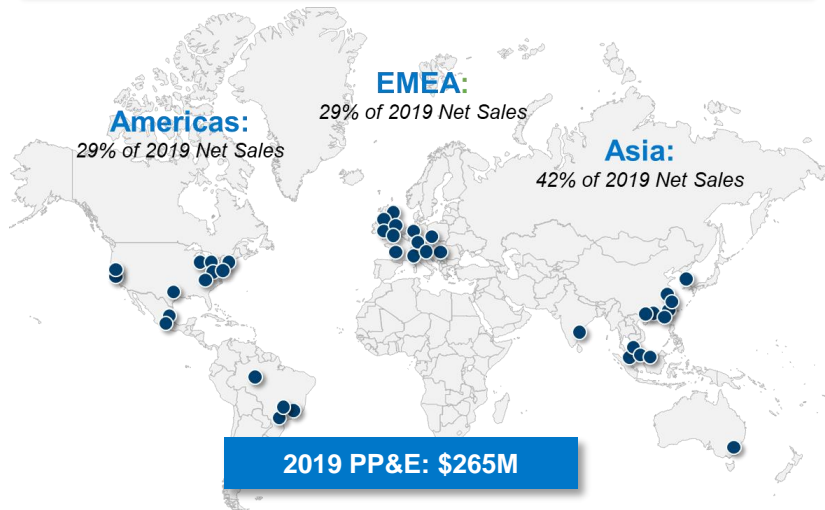 EMEA:
29% of 2019 Net Sales
Americas:
29% of 2019 Net Sales
Asia:
42% of 2019 Net Sales
2019 PP&E: $265M